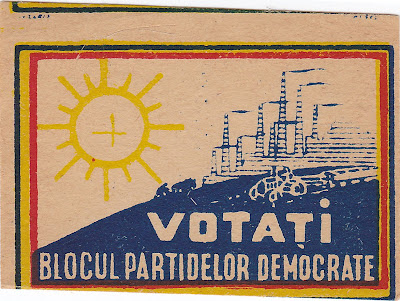 VOTAȚI
BLOCUL PARTIDELOR DEMOCRATE